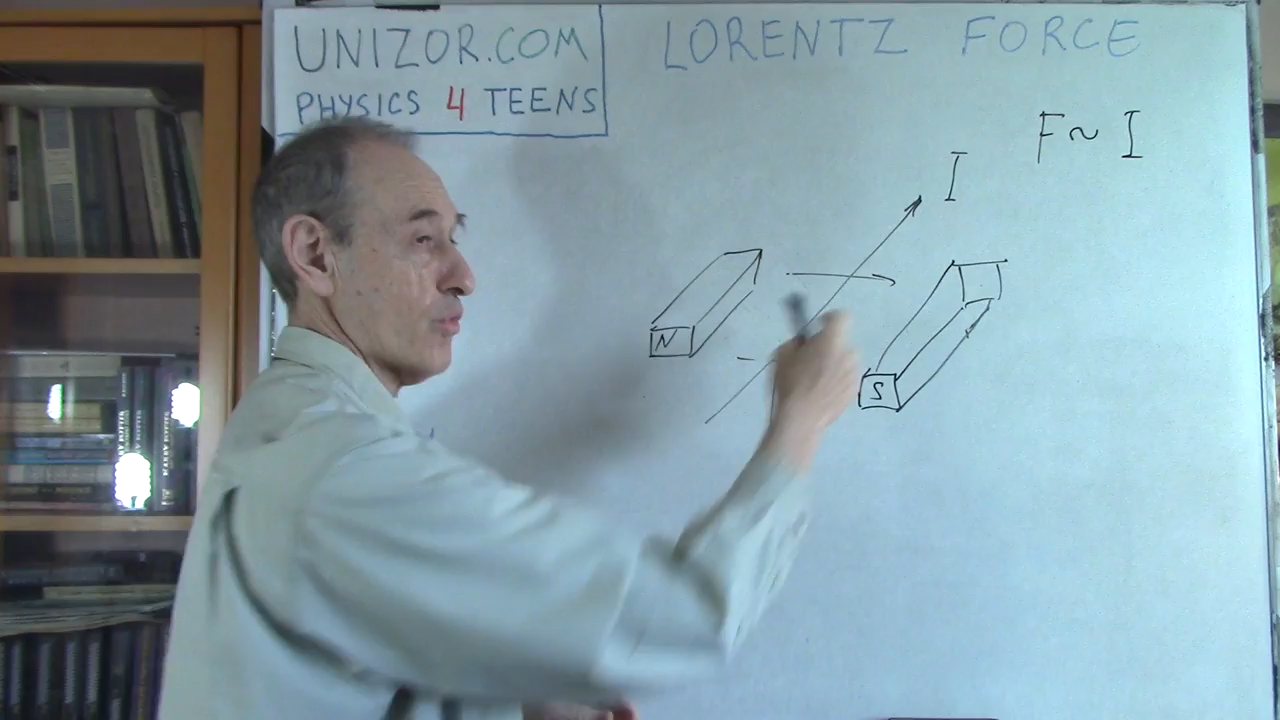 UNIZOR.COM
PHYSICS 4 TEENS
LORENTZ FORCE
F ~ I
I
N
S